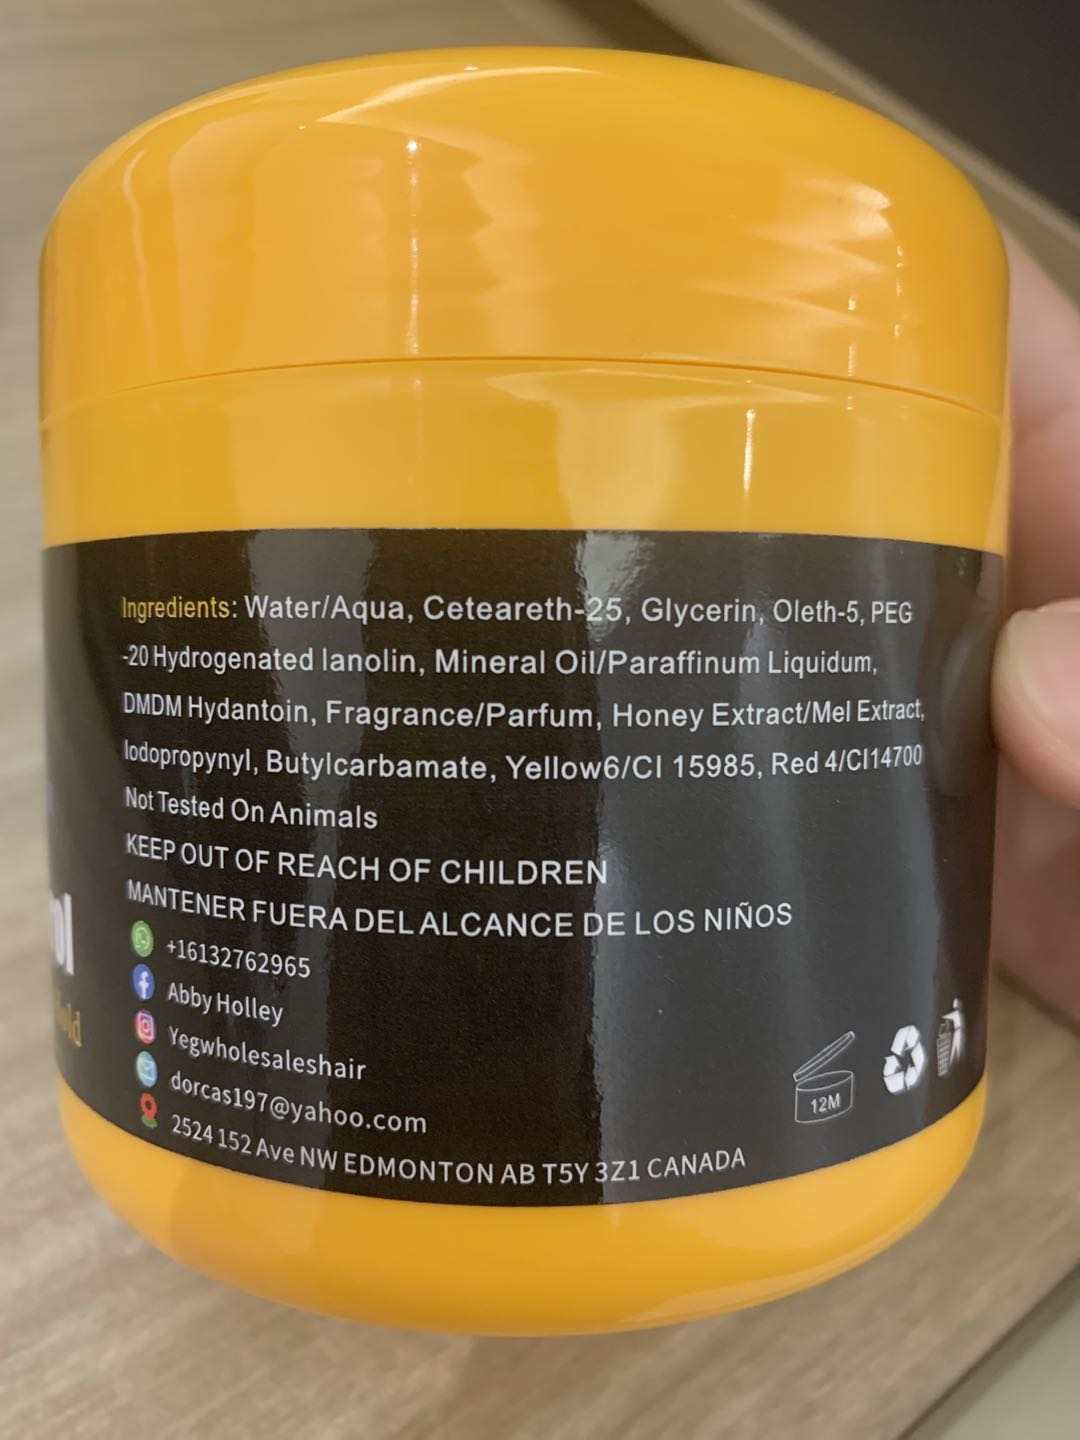 Ingredients: Water/Aqua, Ceteareth-25, Glycerin, Oleth-5, PEG
-20 Hydrogenated lanolin, Mineral Oil/Paraffinum Liquidum,
DMDM Hydantoin, Fragrance/Parfum, Honey Extract/Mel Extract,
Iodopropynyl, Butylcarbamate, Yellow6/CI 15985, Red 4/CI14700
Not Tested On Animals
KEEP OUT OF REACH OF CHILDREN
MANTENER FUERA DEL ALCANCE DE LOS NIÑOS
+16132762965
Abby Holley
Yegwholesaleshair
dorcas197@yahoo.com
2524 152 Ave NW EDMONTON AB T5Y 3Z1 CANADA
12M